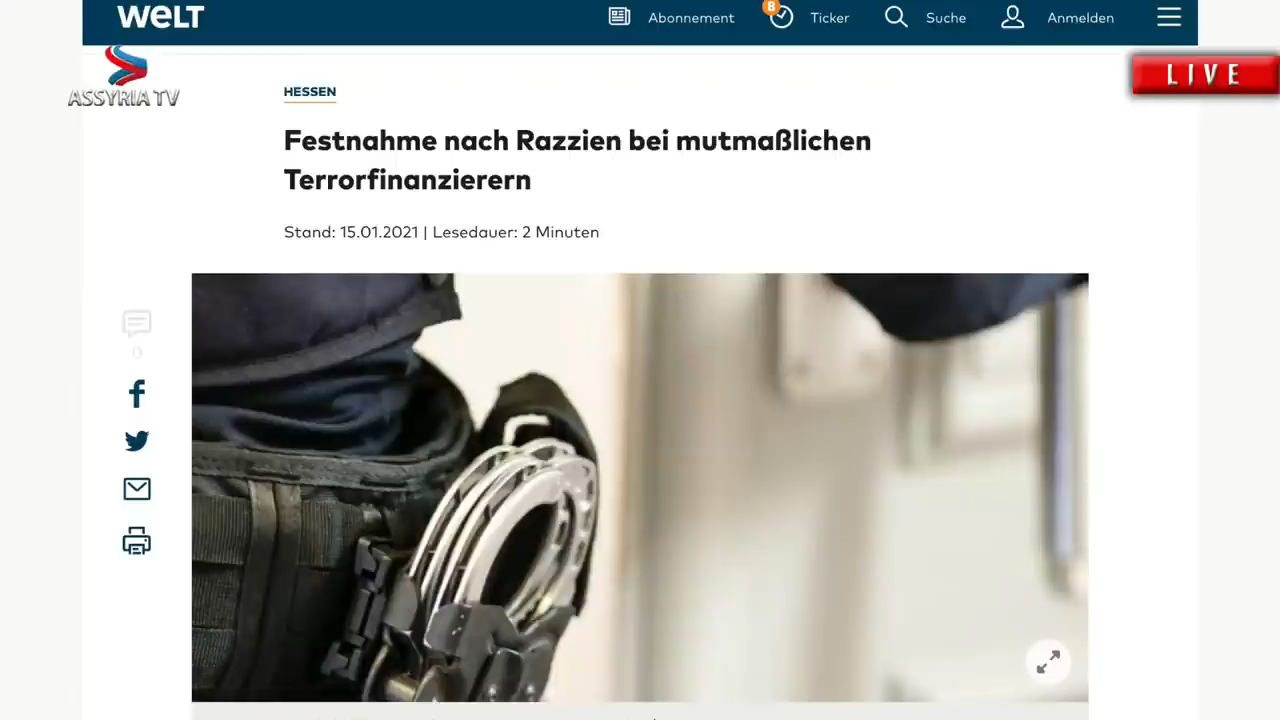 WELT
Abonnement
8
Ticker
Suche
Anmelden
ASSYRIA TV
LIVE
HESSEN
Festnahme nach Razzien bei mutmaßlichen
Terrorfinanzierern
Stand: 15.01.2021 | Lesedauer: 2 Minuten
0